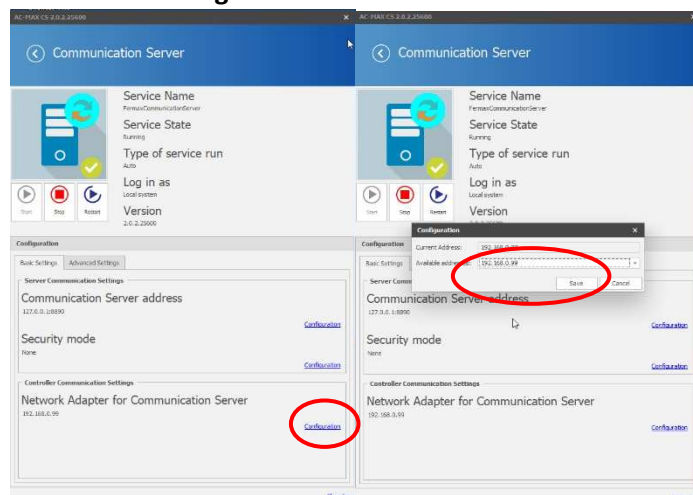 AC-MAX CS 2.0.2.25600
Communication Server
Service Name
FermaxCommunicationServer
Service State
Running
Type of service run
Auto
Log in as
Local system
Version
2.0.2.25600
Start Stop Restart
Configuration
Basic Settings Advanced Settings
Server Communication Settings
Communication Server address
127.0.0.1:8890
Configuration
Security mode
None
Configuration
Controller Communication Settings
Network Adapter for Communication Server
192.168.0.99
Configuration
AC-MAX CS 2.0.2.25600
Communication Server
Service Name
FermaxCommunicationServer
Service State
Running
Type of service run
Auto
Log in as
Local system
Version
2.0.2.25600
Start Stop Restart
Configuration
Current Address: 192.168.0.99
Available addresses: 192.168.0.99
Save Cancel
Configuration
Basic Settings
Server Comm
Communication Server address
127.0.0.1:8890
Configuration
Security mode
None
Configuration
Controller Communication Settings
Network Adapter for Communication Server
192.168.0.99
Configuration